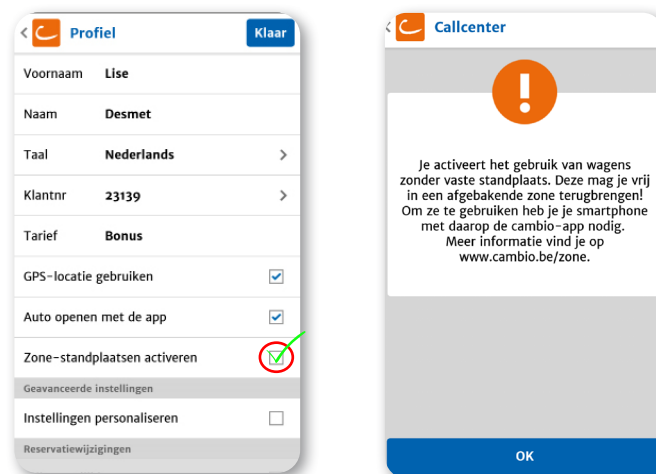 Profiel
Klaar
Voornaam Lise
Naam Desmet
Taal Nederlands
Klantnr 23139
Tarief Bonus
GPS-locatie gebruiken
Auto openen met de app
Zone-standplaatsen activeren
Geavanceerde instellingen
Instellingen personaliseren
Reservatiewijzigingen
Callcenter
!
Je activeert het gebruik van wagens
zonder vaste standplaats. Deze mag je vrij
in een afgebakende zone terugbrengen!
Om ze te gebruiken heb je je smartphone
met daarop de cambio-app nodig.
Meer informatie vind je op
www.cambio.be/zone.
OK